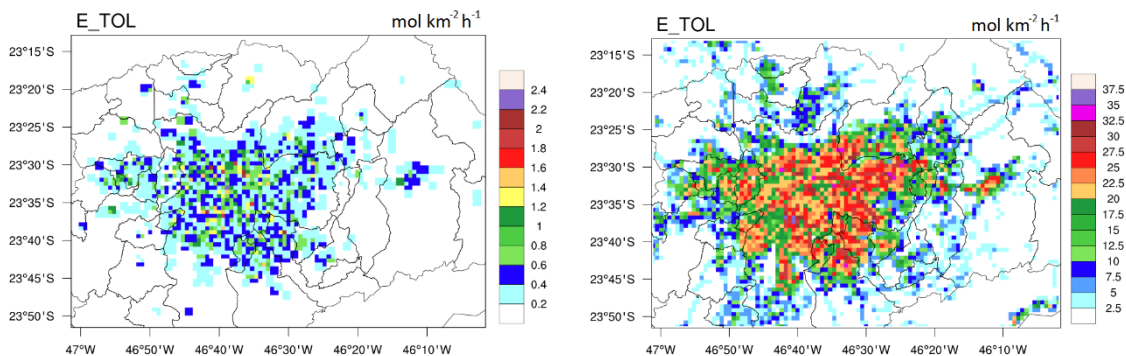 E_TOL mol km⁻² h⁻¹
23°15'S
23°20'S
23°25'S
23°30'S
23°35'S
23°40'S
23°45'S
23°50'S
47°W 46°50'W 46°40'W 46°30'W 46°20'W 46°10'W
2.4
2.2
2
1.8
1.6
1.4
1.2
1
0.8
0.6
0.4
0.2
E_TOL mol km⁻² h⁻¹
23°15'S
23°20'S
23°25'S
23°30'S
23°35'S
23°40'S
23°45'S
23°50'S
47°W 46°50'W 46°40'W 46°30'W 46°20'W 46°10'W
37.5
35
32.5
30
27.5
25
22.5
20
17.5
15
12.5
10
7.5
5
2.5